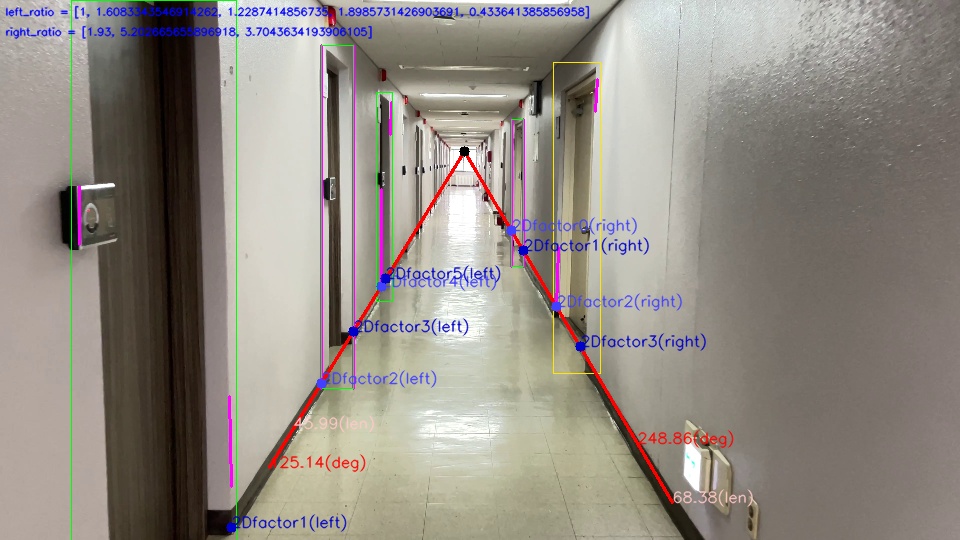 left_ratio = [1, 1.6083343546914262, 1.2287414856735, 1.8985731426903691, 0.433641385856958]
right_ratio = [1.93, 5.202665655896918, 3.7043634193906105]
2Dfactor0(right)
2Dfactor1(right)
2Dfactor5(left)
2Dfactor4(left)
2Dfactor2(right)
2Dfactor3(left)
2Dfactor3(right)
2Dfactor2(left)
45.99(len)
248.86(deg)
25.14(deg)
68.38(len)
2Dfactor1(left)